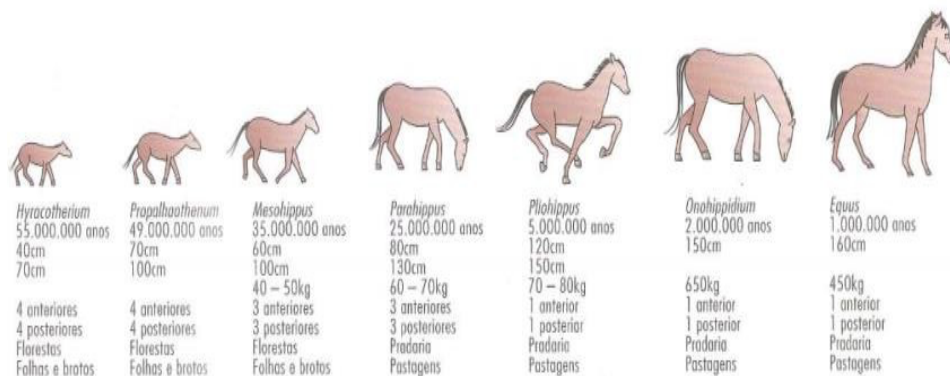 Hyracotherium
55.000.000 anos
40cm
70cm
4 anteriores
4 posteriores
Florestas
Folhas e brotos
Propalhaothenum
49.000.000 anos
70cm
100cm
4 anteriores
4 posteriores
Florestas
Folhas e brotos
Mesohippus
35.000.000 anos
60cm
100cm
40 – 50kg
3 anteriores
3 posteriores
Florestas
Folhas e brotos
Parahippus
25.000.000 anos
80cm
130cm
60 – 70kg
3 anteriores
3 posteriores
Pradaria
Pastagens
Pliohippus
5.000.000 anos
120cm
150cm
70 – 80kg
1 anterior
1 posterior
Pradaria
Pastagens
Onohippidium
2.000.000 anos
150cm
650kg
1 anterior
1 posterior
Pradaria
Pastagens
Equus
1.000.000 anos
160cm
450kg
1 anterior
1 posterior
Pradaria
Pastagens